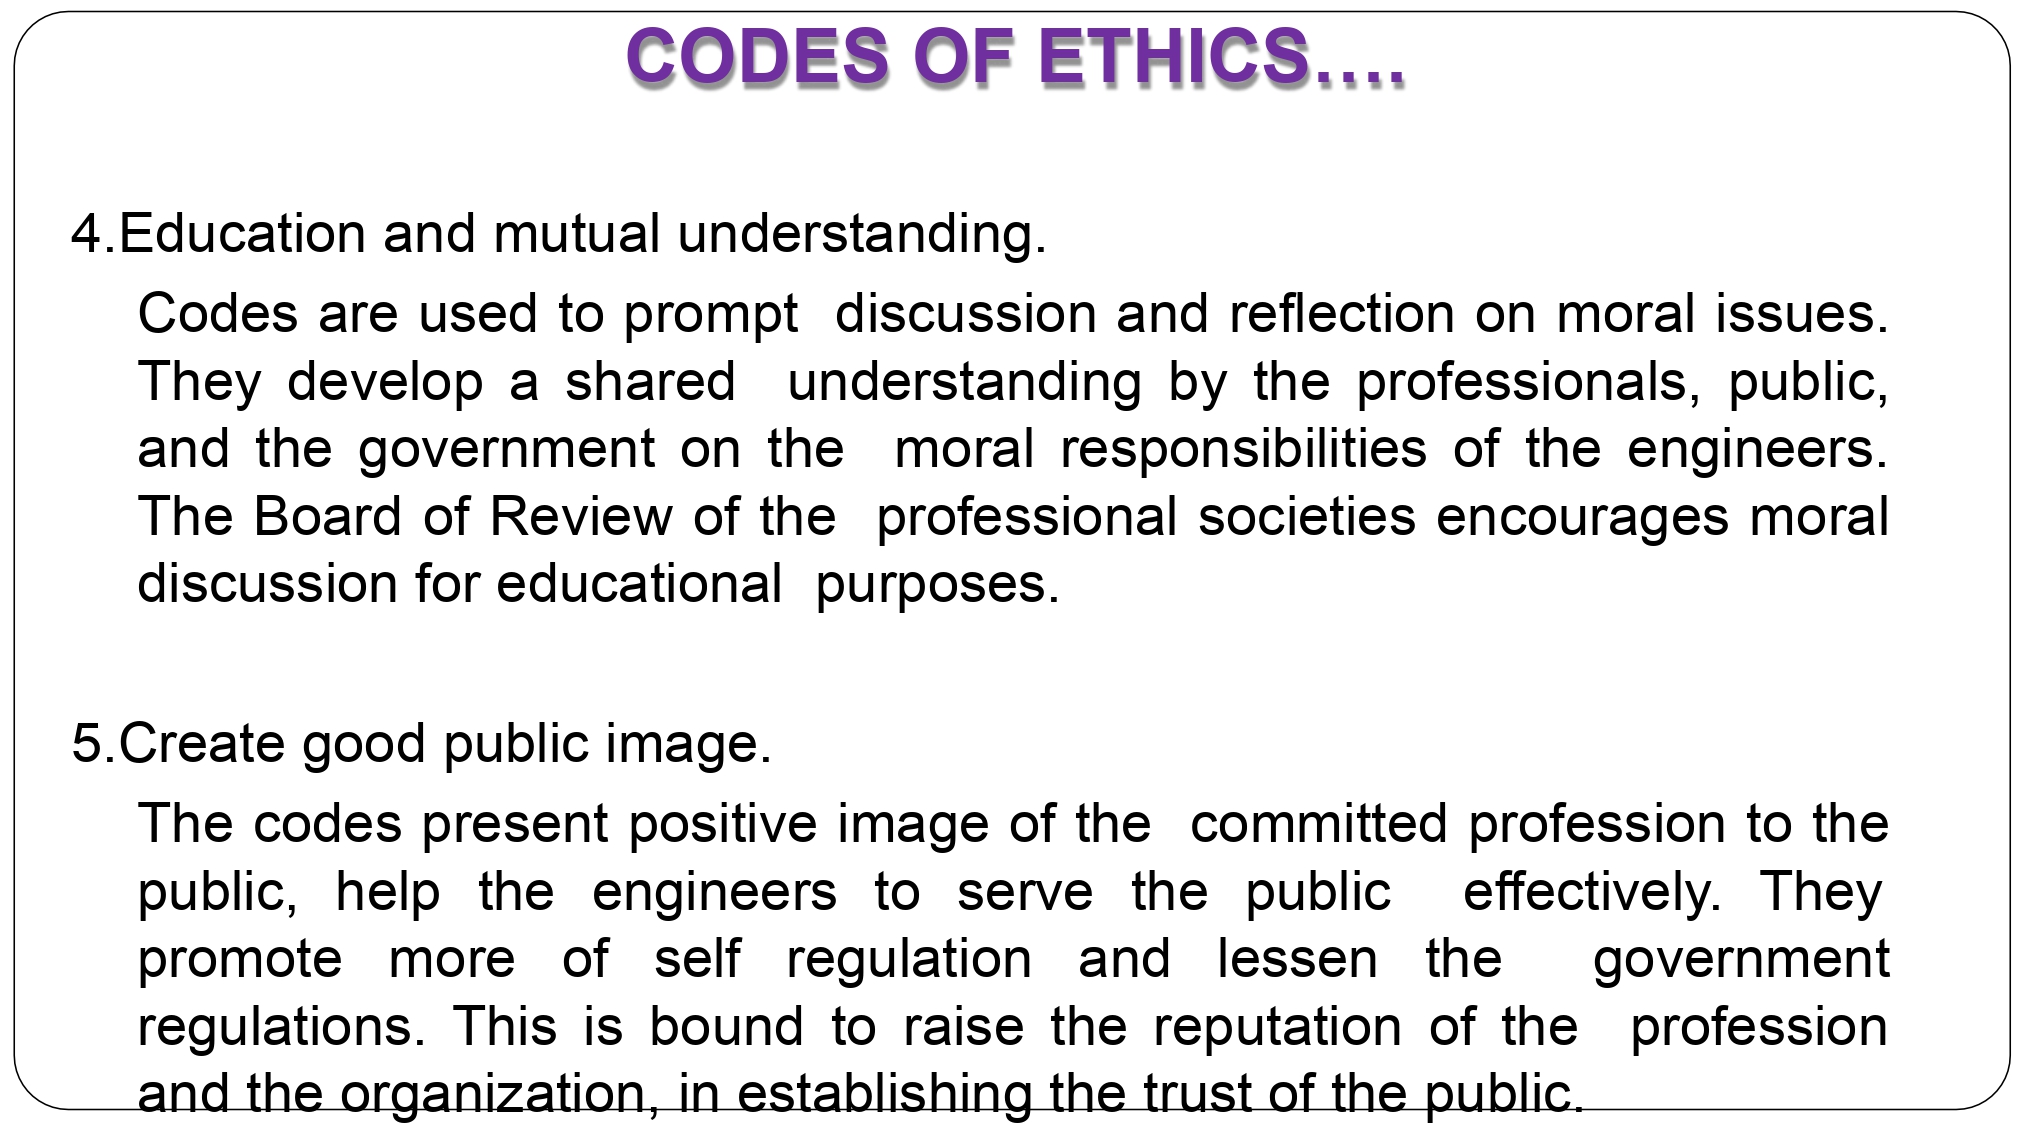 CODES OF ETHICS….
4.Education and mutual understanding.
Codes are used to prompt discussion and reflection on moral issues.
They develop a shared understanding by the professionals, public,
and the government on the moral responsibilities of the engineers.
The Board of Review of the professional societies encourages moral
discussion for educational purposes.
5.Create good public image.
The codes present positive image of the committed profession to the
public, help the engineers to serve the public effectively. They
promote more of self regulation and lessen the government
regulations. This is bound to raise the reputation of the profession
and the organization, in establishing the trust of the public.